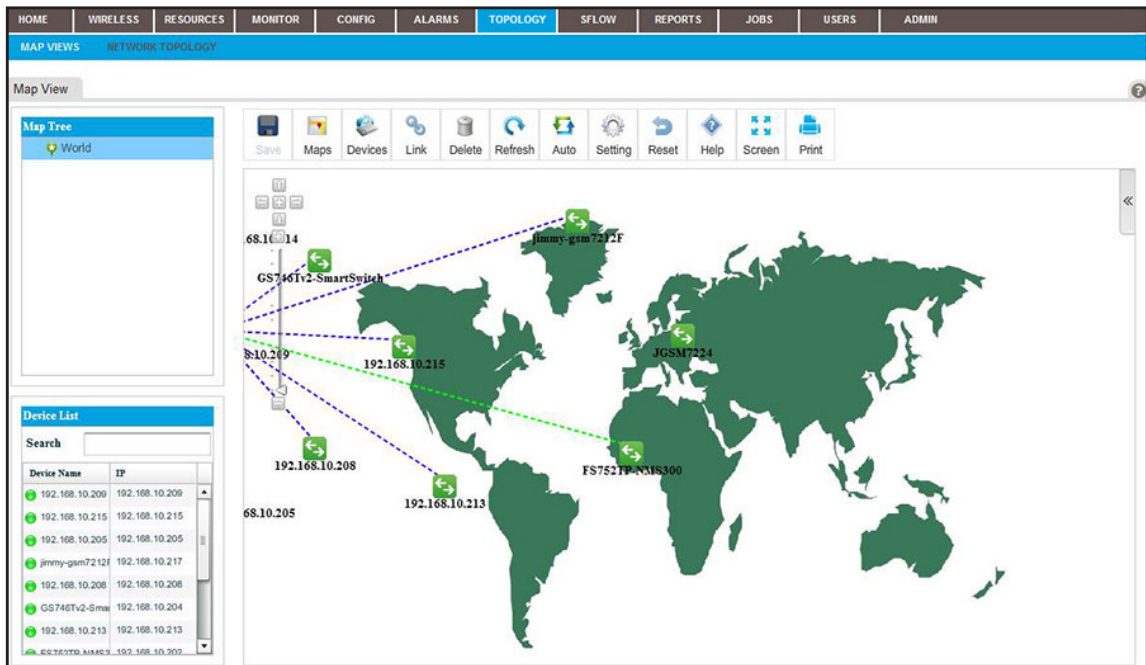 HOME WIRELESS RESOURCES MONITOR CONFIG ALARMS TOPOLOGY SFLOW REPORTS JOBS USERS ADMIN
MAP VIEWS NETWORK TOPOLOGY
Map View
Map Tree
World
Save Maps Devices Link Delete Refresh Auto Setting Reset Help Screen Print
jimmy-gsm7212F
GS746Tv2-SmartSwitch
JGSM7224
192.168.10.215
FS752TP-NMS300
192.168.10.208
192.168.10.213
68.10.205
Device List
Search
Device Name IP
192.168.10.209 192.168.10.209
192.168.10.215 192.168.10.215
192.168.10.205 192.168.10.205
jimmy-gsm7212F 192.168.10.217
192.168.10.208 192.168.10.208
GS746Tv2-Smar 192.168.10.204
192.168.10.213 192.168.10.213
FS752TP-NMS3 192.168.10.202